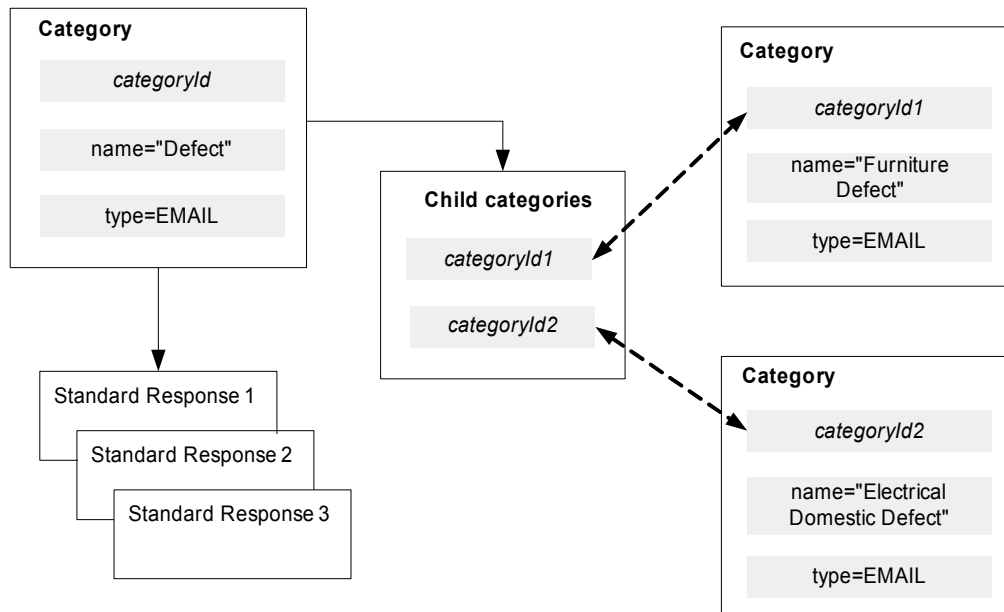 Category
categoryId
name="Defect"
type=EMAIL
Child categories
categoryId1
categoryId2
Standard Response 1
Standard Response 2
Standard Response 3
Category
categoryId1
name="Furniture
Defect"
type=EMAIL
Category
categoryId2
name="Electrical
Domestic Defect"
type=EMAIL